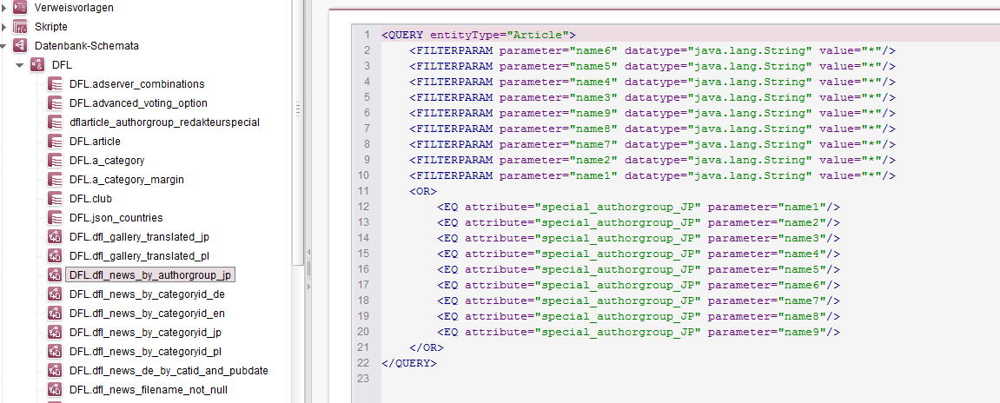 Verweisvorlagen
Skripte
Datenbank-Schemata
DFL
DFL.adserver_combinations
DFL.advanced_voting_option
dflarticle_authorgroup_redakteurspecial
DFL.article
DFL.a_category
DFL.a_category_margin
DFL.club
DFL.json_countries
DFL.dfl_gallery_translated_jp
DFL.dfl_gallery_translated_pl
DFL.dfl_news_by_authorgroup_jp
DFL.dfl_news_by_categoryid_de
DFL.dfl_news_by_categoryid_en
DFL.dfl_news_by_categoryid_jp
DFL.dfl_news_by_categoryid_pl
DFL.dfl_news_de_by_catid_and_pubdate
DFL.dfl_news_filename_not_null
1 <QUERY entityType="Article">
2 <FILTERPARAM parameter="name6" datatype="java.lang.String" value="*"/>
3 <FILTERPARAM parameter="name5" datatype="java.lang.String" value="*"/>
4 <FILTERPARAM parameter="name4" datatype="java.lang.String" value="*"/>
5 <FILTERPARAM parameter="name3" datatype="java.lang.String" value="*"/>
6 <FILTERPARAM parameter="name9" datatype="java.lang.String" value="*"/>
7 <FILTERPARAM parameter="name8" datatype="java.lang.String" value="*"/>
8 <FILTERPARAM parameter="name7" datatype="java.lang.String" value="*"/>
9 <FILTERPARAM parameter="name2" datatype="java.lang.String" value="*"/>
10 <FILTERPARAM parameter="name1" datatype="java.lang.String" value="*"/>
11 <OR>
12 <EQ attribute="special_authorgroup_JP" parameter="name1"/>
13 <EQ attribute="special_authorgroup_JP" parameter="name2"/>
14 <EQ attribute="special_authorgroup_JP" parameter="name3"/>
15 <EQ attribute="special_authorgroup_JP" parameter="name4"/>
16 <EQ attribute="special_authorgroup_JP" parameter="name5"/>
17 <EQ attribute="special_authorgroup_JP" parameter="name6"/>
18 <EQ attribute="special_authorgroup_JP" parameter="name7"/>
19 <EQ attribute="special_authorgroup_JP" parameter="name8"/>
20 <EQ attribute="special_authorgroup_JP" parameter="name9"/>
21 </OR>
22 </QUERY>
23